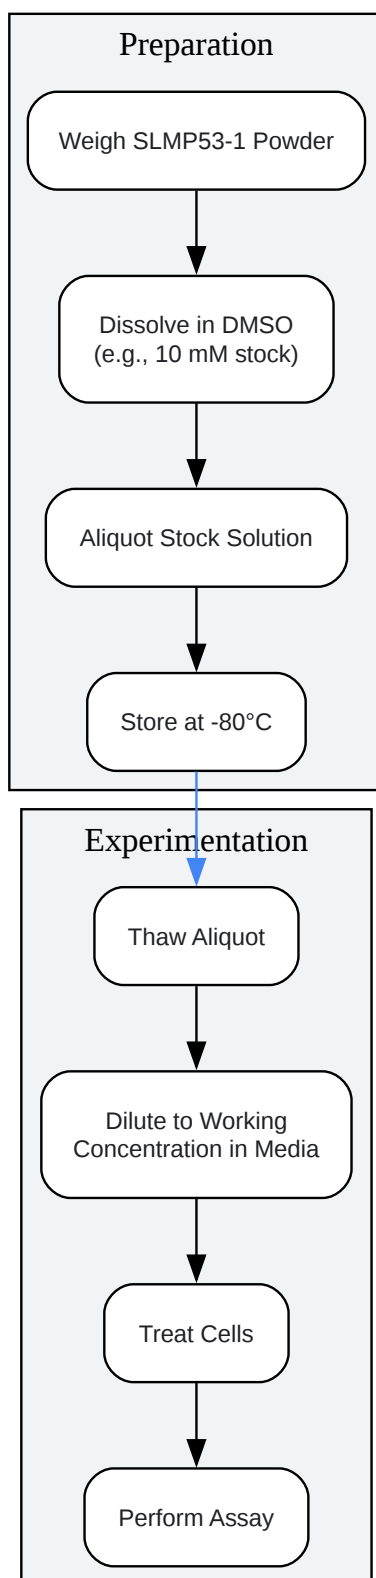 Preparation
Weigh SLMP53-1 Powder
Dissolve in DMSO
(e.g., 10 mM stock)
Aliquot Stock Solution
Store at -80°C
Experimentation
Thaw Aliquot
Dilute to Working
Concentration in Media
Treat Cells
Perform Assay